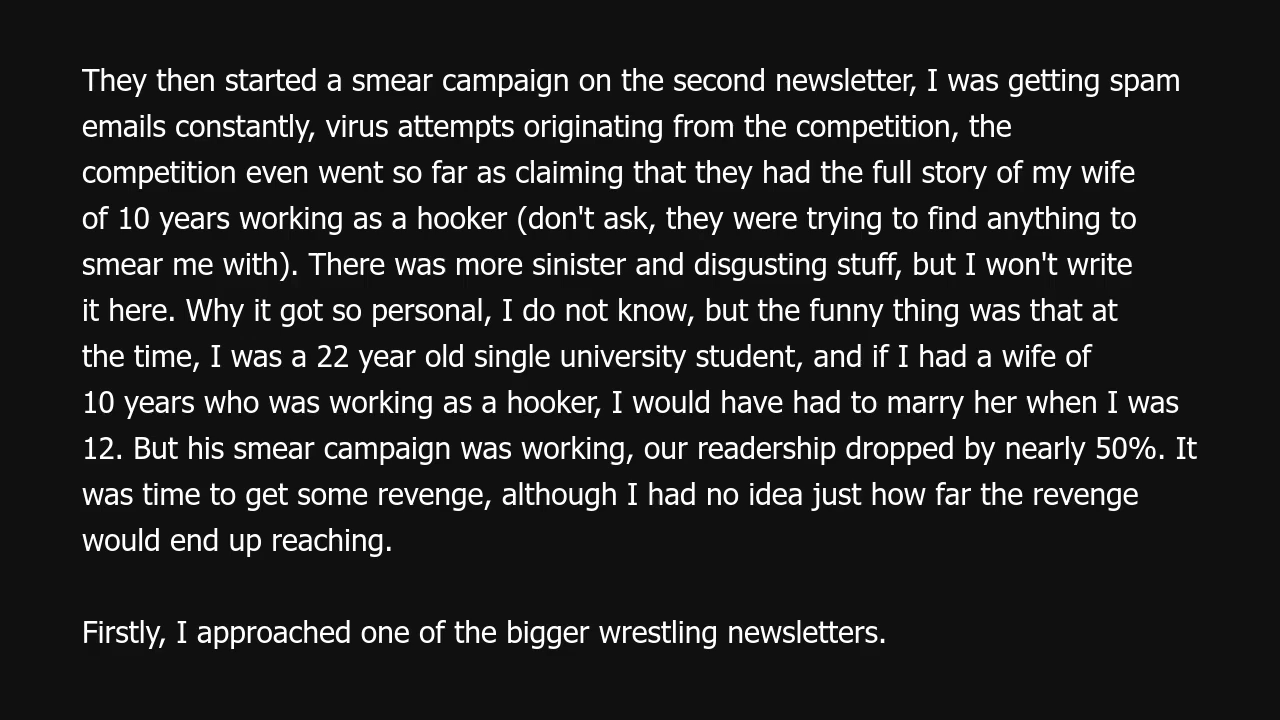 They then started a smear campaign on the second newsletter, I was getting spam
emails constantly, virus attempts originating from the competition, the
competition even went so far as claiming that they had the full story of my wife
of 10 years working as a hooker (don't ask, they were trying to find anything to
smear me with). There was more sinister and disgusting stuff, but I won't write
it here. Why it got so personal, I do not know, but the funny thing was that at
the time, I was a 22 year old single university student, and if I had a wife of
10 years who was working as a hooker, I would have had to marry her when I was
12. But his smear campaign was working, our readership dropped by nearly 50%. It
was time to get some revenge, although I had no idea just how far the revenge
would end up reaching.
Firstly, I approached one of the bigger wrestling newsletters.